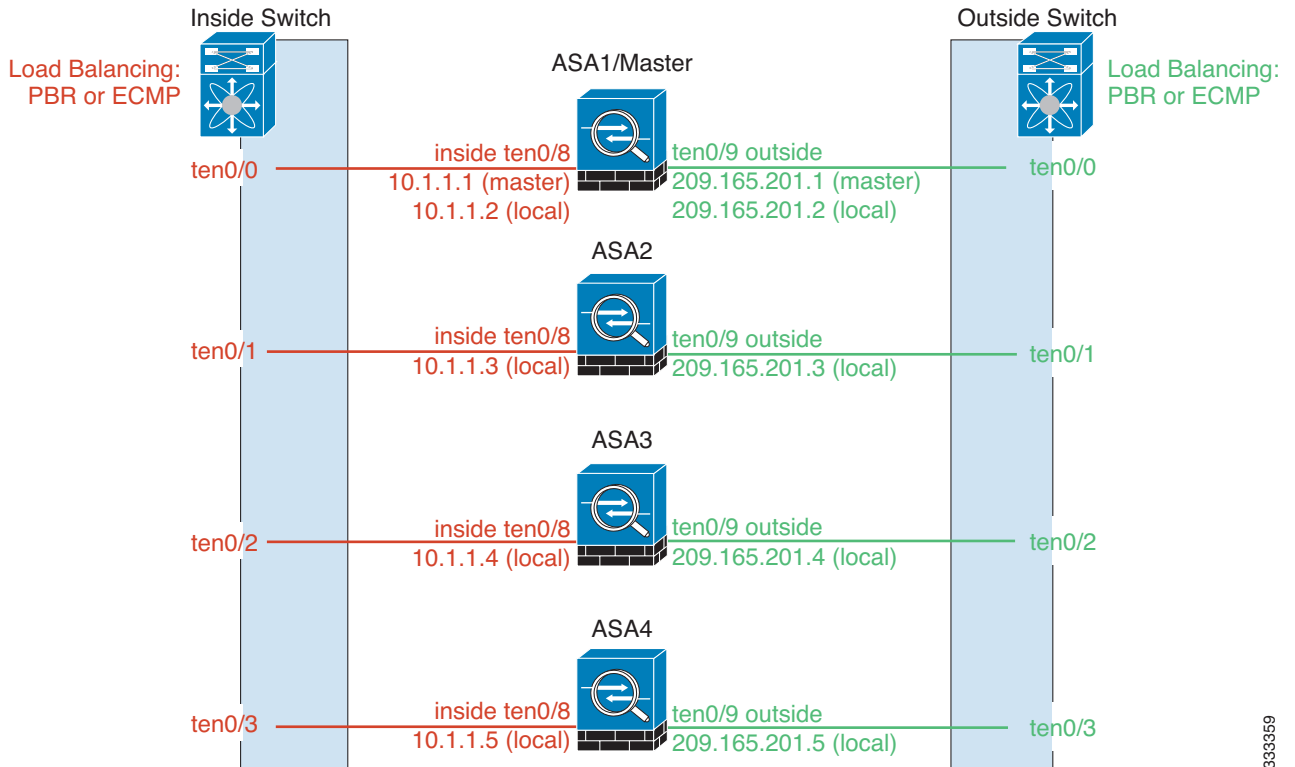 Inside Switch
Outside Switch
Load Balancing:
PBR or ECMP
ASA1/Master
Load Balancing:
PBR or ECMP
ten0/0
inside ten0/8
10.1.1.1 (master)
10.1.1.2 (local)
ten0/9 outside
209.165.201.1 (master)
209.165.201.2 (local)
ten0/0
ASA2
ten0/1
inside ten0/8
10.1.1.3 (local)
ten0/9 outside
209.165.201.3 (local)
ten0/1
ASA3
ten0/2
inside ten0/8
10.1.1.4 (local)
ten0/9 outside
209.165.201.4 (local)
ten0/2
ASA4
ten0/3
inside ten0/8
10.1.1.5 (local)
ten0/9 outside
209.165.201.5 (local)
ten0/3
333359